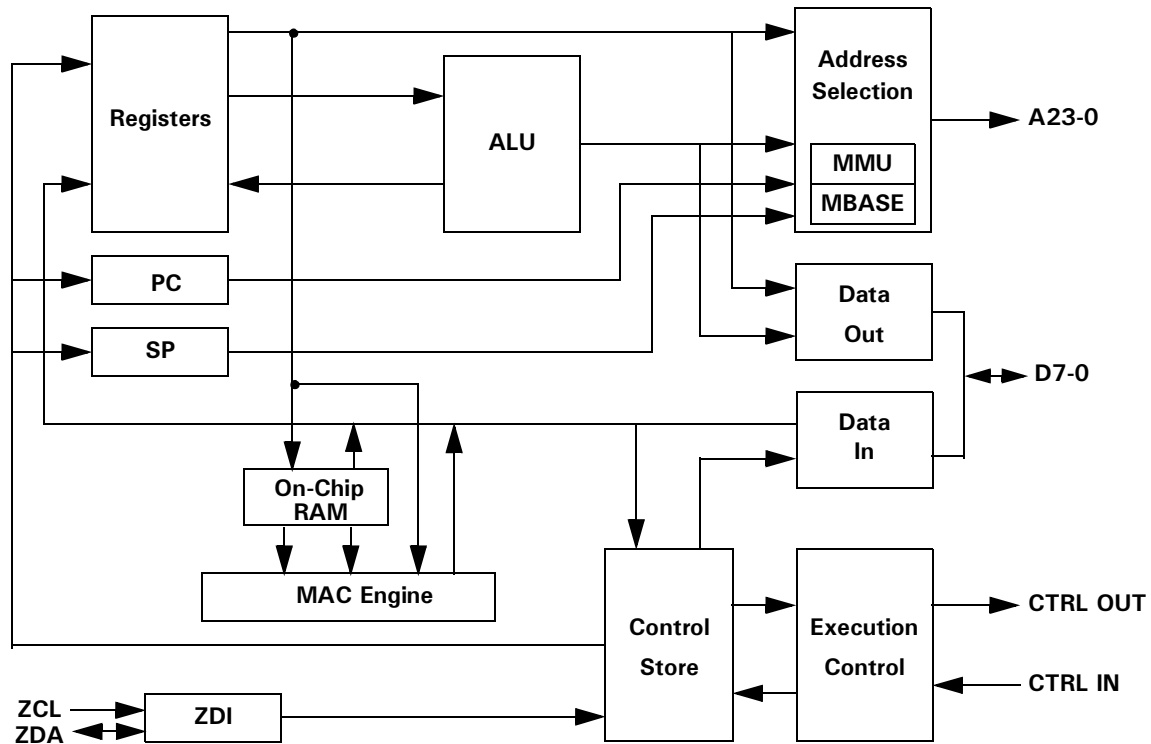 Registers
ALU
Address
Selection
MMU
MBASE
A23-0
PC
SP
Data
Out
D7-0
Data
In
On-Chip
RAM
MAC Engine
Control
Store
Execution
Control
CTRL OUT
CTRL IN
ZCL
ZDA
ZDI